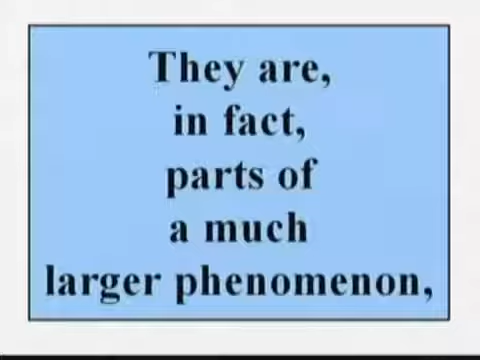 They are,
in fact,
parts of
a much
larger phenomenon,